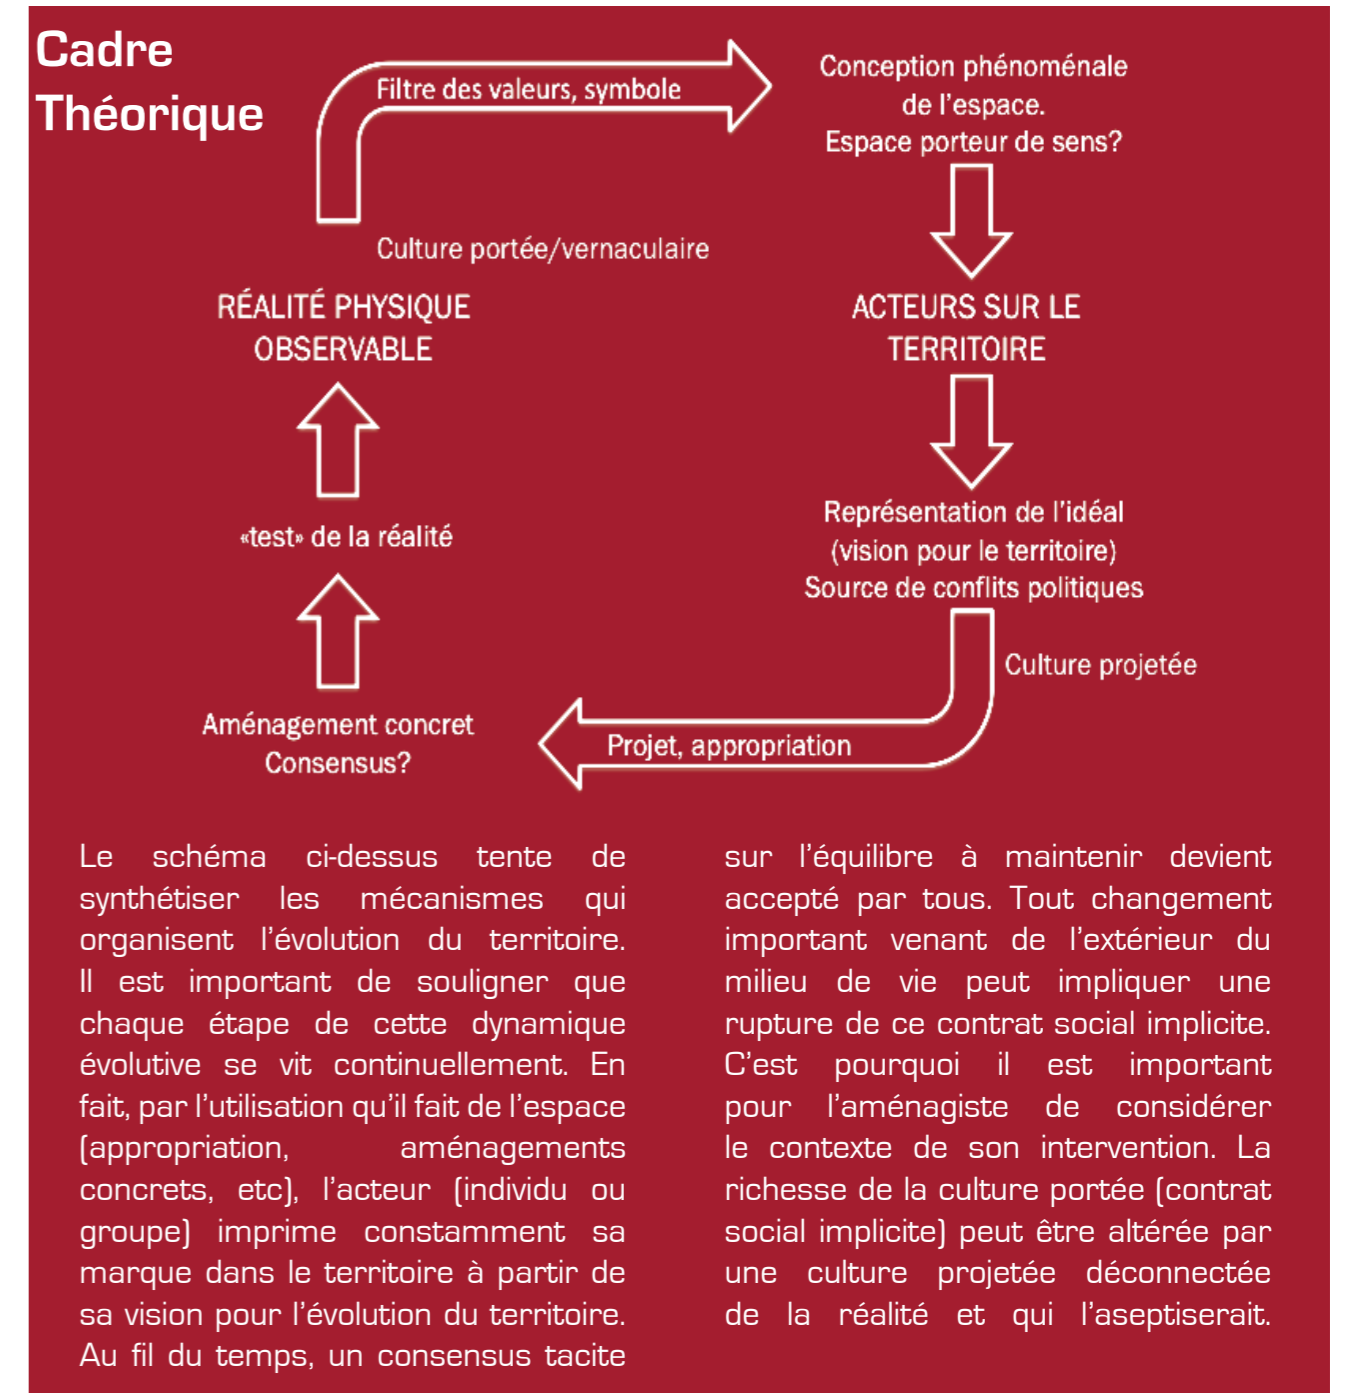 Cadre
Théorique
Filtre des valeurs, symbole
Conception phénoménale
de l'espace.
Espace porteur de sens?
Culture portée/vernaculaire
RÉALITÉ PHYSIQUE
OBSERVABLE
ACTEURS SUR LE
TERRITOIRE
«test» de la réalité
Représentation de l'idéal
(vision pour le territoire)
Source de conflits politiques
Culture projetée
Aménagement concret
Consensus?
Projet, appropriation
Le schéma ci-dessus tente de
synthétiser les mécanismes qui
organisent l'évolution du territoire.
Il est important de souligner que
chaque étape de cette dynamique
évolutive se vit continuellement. En
fait, par l'utilisation qu'il fait de l'espace
(appropriation, aménagements
concrets, etc), l'acteur (individu ou
groupe) imprime constamment sa
marque dans le territoire à partir de
sa vision pour l'évolution du territoire.
Au fil du temps, un consensus tacite
sur l'équilibre à maintenir devient
accepté par tous. Tout changement
important venant de l'extérieur du
milieu de vie peut impliquer une
rupture de ce contrat social implicite.
C'est pourquoi il est important
pour l'aménagiste de considérer
le contexte de son intervention. La
richesse de la culture portée (contrat
social implicite) peut être altérée par
une culture projetée déconnectée
de la réalité et qui l'aseptiserait.